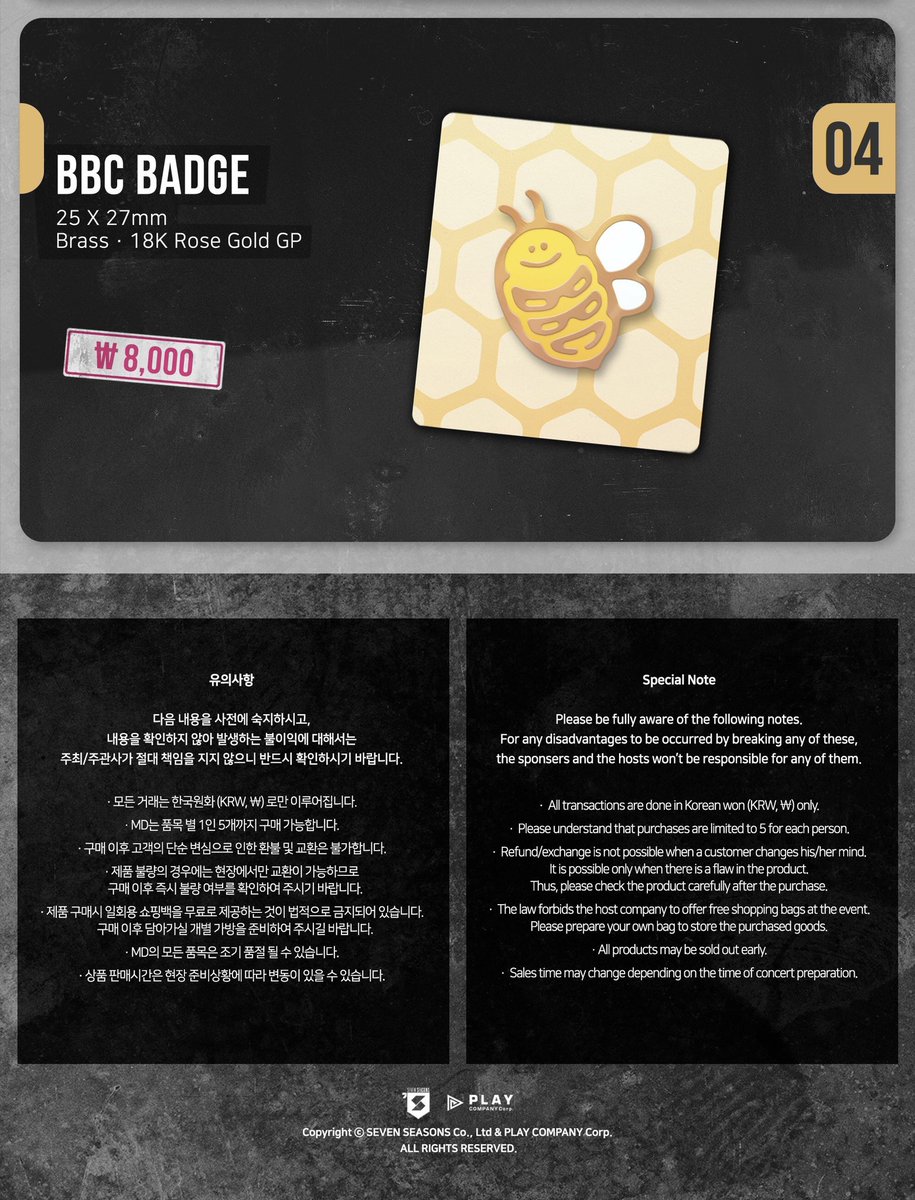 04
BBC BADGE
25 X 27mm
Brass · 18K Rose Gold GP
₩ 8,000
유의사항
다음 내용을 사전에 숙지하시고,
내용을 확인하지 않아 발생하는 불이익에 대해서는
주최/주관사가 절대 책임을 지지 않으니 반드시 확인하시기 바랍니다.
· 모든 거래는 한국원화 (KRW, ₩) 로만 이루어집니다.
· MD는 품목 별 1인 5개까지 구매 가능합니다.
· 구매 이후 고객의 단순 변심으로 인한 환불 및 교환은 불가합니다.
· 제품 불량의 경우에는 현장에서만 교환이 가능하므로
구매 이후 즉시 불량 여부를 확인하여 주시기 바랍니다.
· 제품 구매시 일회용 쇼핑백을 무료로 제공하는 것이 법적으로 금지되어 있습니다.
구매 이후 담아가실 개별 가방을 준비하여 주시길 바랍니다.
· MD의 모든 품목은 조기 품절 될 수 있습니다.
· 상품 판매시간은 현장 준비상황에 따라 변동이 있을 수 있습니다.
Special Note
Please be fully aware of the following notes.
For any disadvantages to be occurred by breaking any of these,
the sponsers and the hosts won't be responsible for any of them.
· All transactions are done in Korean won (KRW, ₩) only.
· Please understand that purchases are limited to 5 for each person.
· Refund/exchange is not possible when a customer changes his/her mind.
It is possible only when there is a flaw in the product.
Thus, please check the product carefully after the purchase.
· The law forbids the host company to offer free shopping bags at the event.
Please prepare your own bag to store the purchased goods.
· All products may be sold out early.
· Sales time may change depending on the time of concert preparation.
SEVEN SEASONS
PLAY
COMPANY Corp.
Copyright ⓒ SEVEN SEASONS Co., Ltd & PLAY COMPANY Corp.
ALL RIGHTS RESERVED.